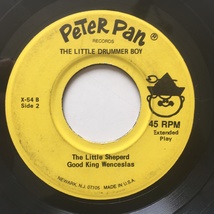 PETER PAN
RECORDS
THE LITTLE DRUMMER BOY
X-54 B
Side 2
45 RPM
Extended
Play
The Little Sheperd
Good King Wenceslas
NEWARK, N.J. 07105 MADE IN U.S.A.